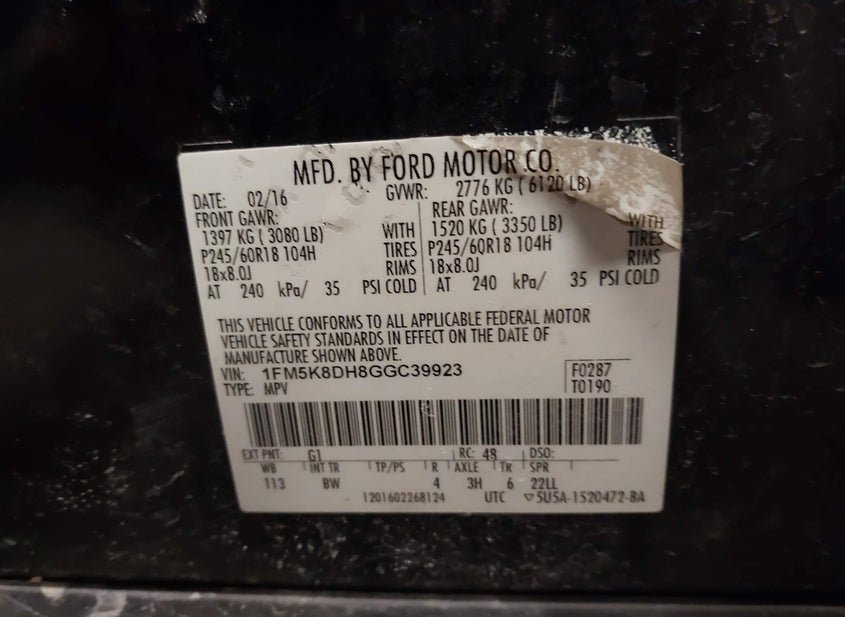 MFD. BY FORD MOTOR CO.
DATE: 02/16 GVWR: 2776 KG ( 6120 LB)
FRONT GAWR: REAR GAWR:
1397 KG ( 3080 LB) WITH 1520 KG ( 3350 LB) WITH
P245/60R18 104H TIRES P245/60R18 104H TIRES
18x8.0J RIMS 18x8.0J RIMS
AT 240 kPa/ 35 PSI COLD AT 240 kPa/ 35 PSI COLD
THIS VEHICLE CONFORMS TO ALL APPLICABLE FEDERAL MOTOR
VEHICLE SAFETY STANDARDS IN EFFECT ON THE DATE OF
MANUFACTURE SHOWN ABOVE.
VIN: 1FM5K8DH8GGC39923 F0287
TYPE: MPV T0190
EXT PNT: G1 RC: 48 DSO:
WB INT TR TP/PS R AXLE TR SPR
113 BW 4 3H 6 22LL
1201602268124 UTC ▽5U5A-1520472-BA